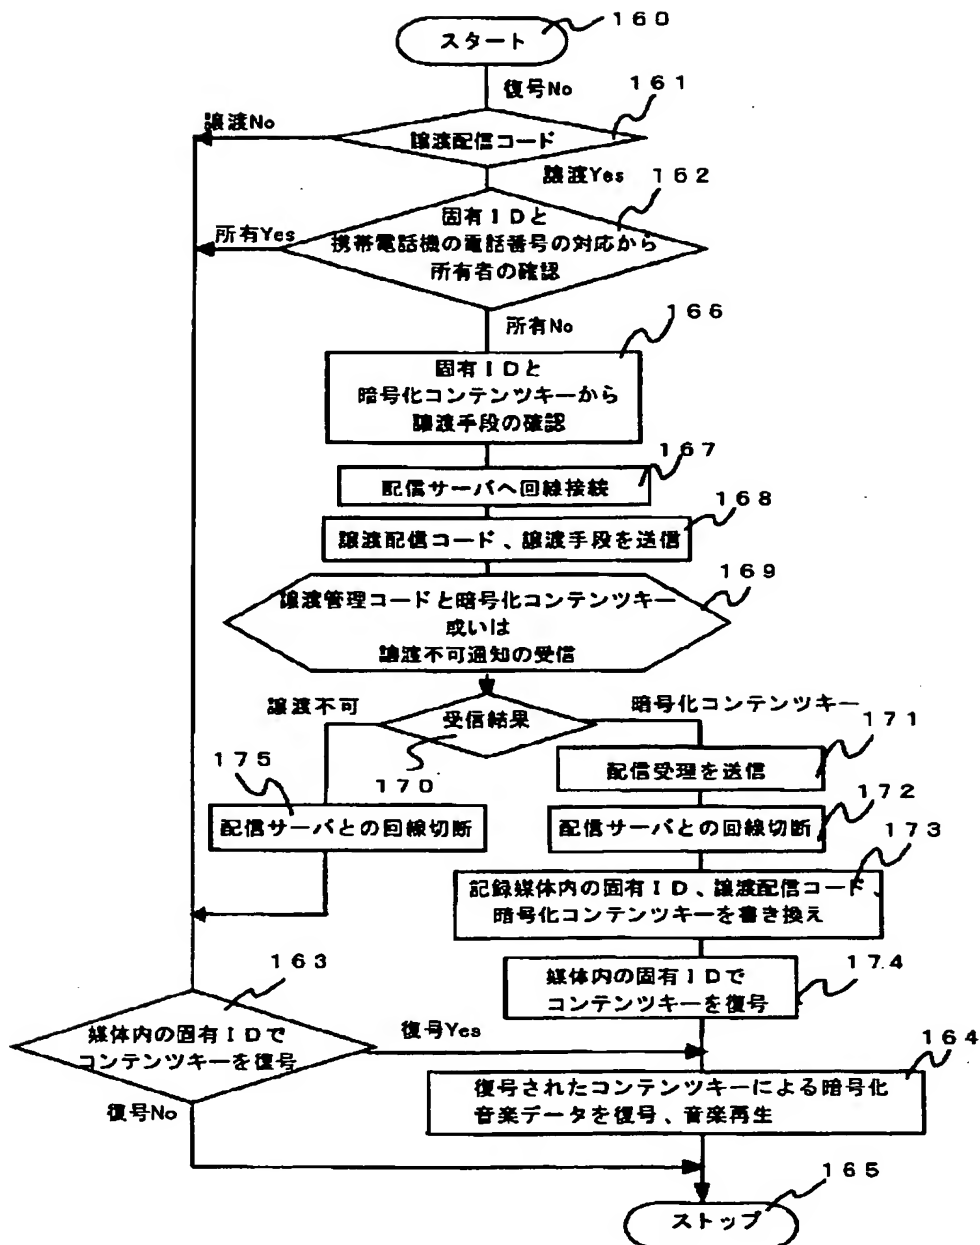 160
スタート
復号No
161
譲渡No
譲渡配信コード
譲渡Yes
162
所有Yes
固有IDと
携帯電話機の電話番号の対応から
所有者の確認
所有No
166
固有IDと
暗号化コンテンツキーから
譲渡手段の確認
167
配信サーバへ回線接続
168
譲渡配信コード、譲渡手段を送信
169
譲渡管理コードと暗号化コンテンツキー
或いは
譲渡不可通知の受信
譲渡不可
受信結果
暗号化コンテンツキー
170
171
配信受理を送信
175
配信サーバとの回線切断
172
配信サーバとの回線切断
173
記録媒体内の固有ID、譲渡配信コード、
暗号化コンテンツキーを書き換え
174
媒体内の固有IDで
コンテンツキーを復号
163
媒体内の固有IDで
コンテンツキーを復号
復号Yes
復号No
164
復号されたコンテンツキーによる暗号化
音楽データを復号、音楽再生
165
ストップ